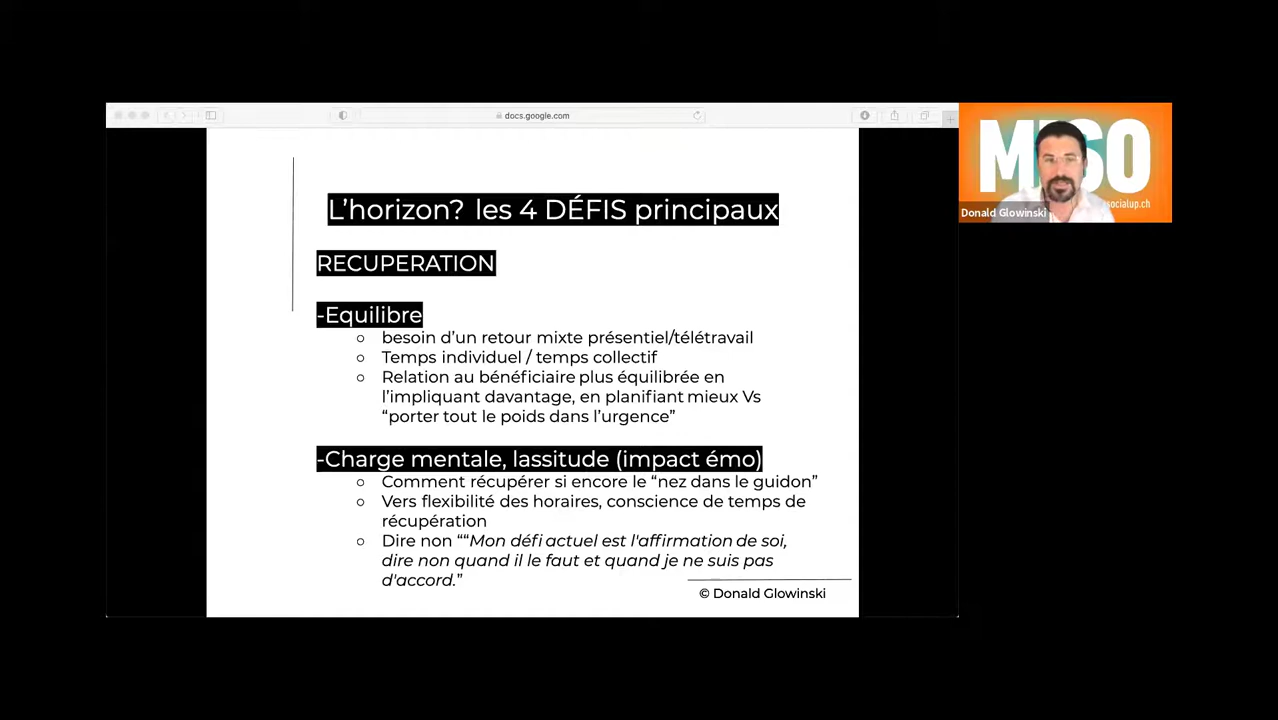 docs.google.com
MISO
Donald Glowinski
socialup.ch
L’horizon? les 4 DÉFIS principaux
RECUPERATION
-Equilibre
○ besoin d’un retour mixte présentiel/télétravail
○ Temps individuel / temps collectif
○ Relation au bénéficiaire plus équilibrée en
l’impliquant davantage, en planifiant mieux Vs
“porter tout le poids dans l’urgence”
-Charge mentale, lassitude (impact émo)
○ Comment récupérer si encore le “nez dans le guidon”
○ Vers flexibilité des horaires, conscience de temps de
récupération
○ Dire non ““Mon défi actuel est l'affirmation de soi,
dire non quand il le faut et quand je ne suis pas
d'accord.”
© Donald Glowinski